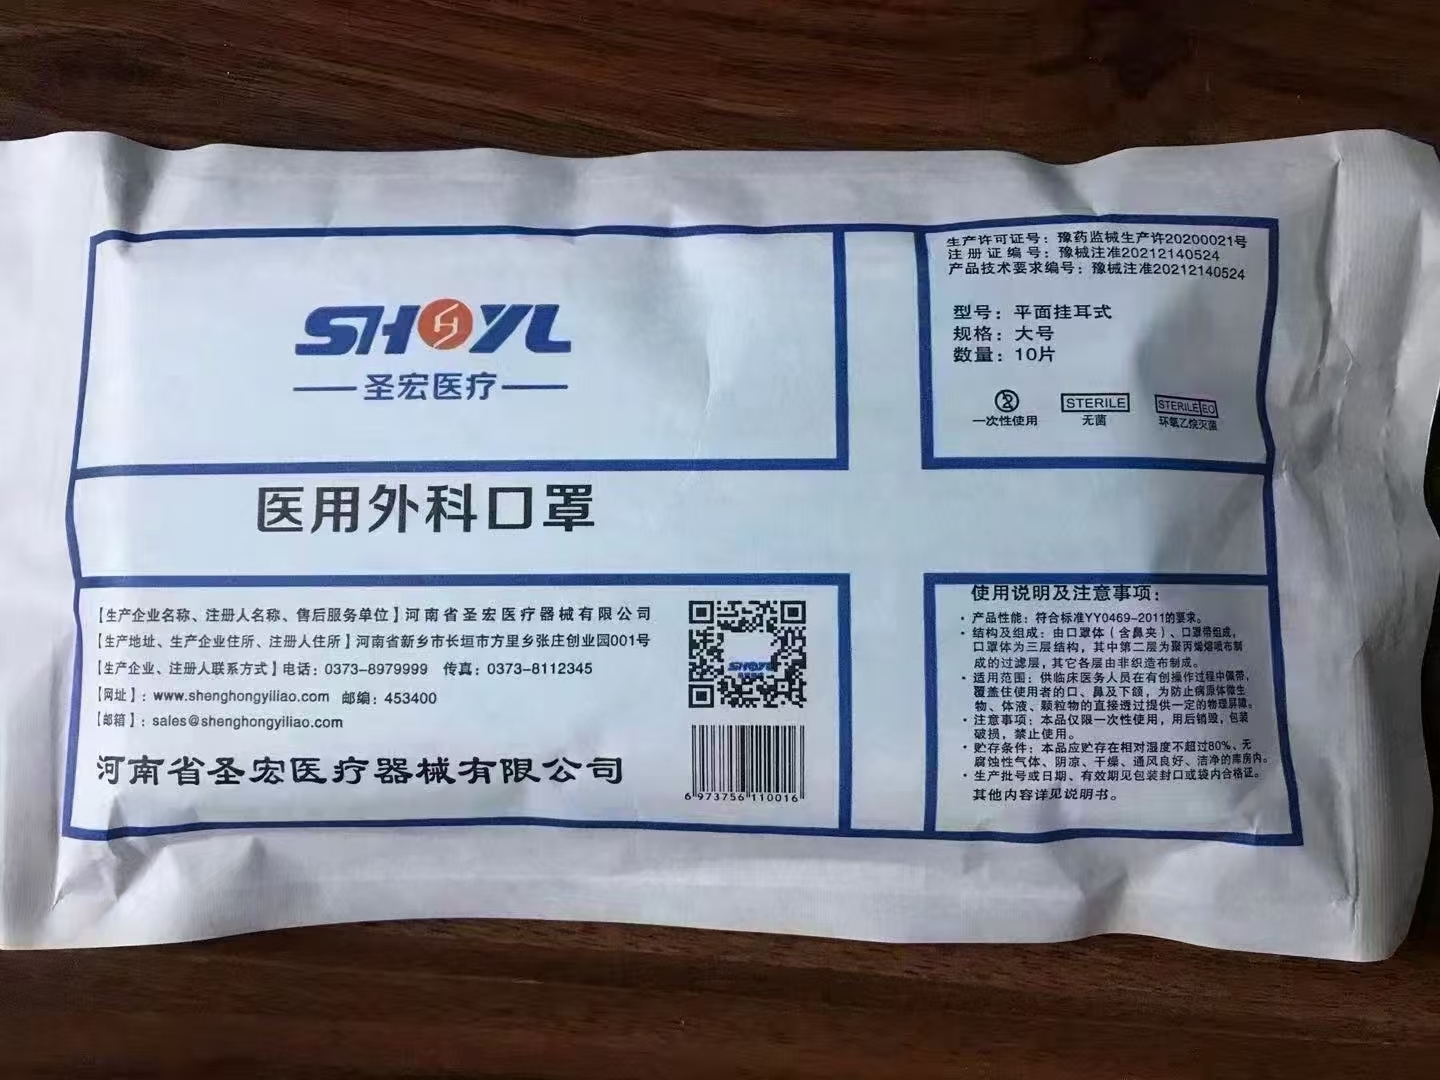 SHYL
圣宏医疗
生产许可证号：豫药监械生产许20200021号
注册证编号：豫械注准20212140524
产品技术要求编号：豫械注准20212140524
型号：平面挂耳式
规格：大号
数量：10片
2
STERILE
STERILE EO
一次性使用
无菌
环氧乙烷灭菌
医用外科口罩
【生产企业名称、注册人名称、售后服务单位】河南省圣宏医疗器械有限公司
【生产地址、生产企业住所、注册人住所】河南省新乡市长垣市方里乡张庄创业园001号
【生产企业、注册人联系方式】电话：0373-8979999 传真：0373-8112345
【网址】：www.shenghongyiliao.com 邮编：453400
【邮箱】：sales@shenghongyiliao.com
河南省圣宏医疗器械有限公司
SHYL
6 973756 110016
使用说明及注意事项：
· 产品性能：符合标准YY0469-2011的要求。
· 结构及组成：由口罩体（含鼻夹）、口罩带组成，
口罩体为三层结构，其中第二层为聚丙烯熔喷布制
成的过滤层，其它各层由非织造布制成。
· 适用范围：供临床医务人员在有创操作过程中佩带，
覆盖住使用者的口、鼻及下颌，为防止病原体微生
物、体液、颗粒物的直接透过提供一定的物理屏障。
· 注意事项：本品仅限一次性使用，用后销毁，包装
破损，禁止使用。
· 贮存条件：本品应贮存在相对湿度不超过80%、无
腐蚀性气体、阴凉、干燥、通风良好、洁净的库房内。
· 生产批号或日期、有效期见包装封口或袋内合格证。
其他内容详见说明书。